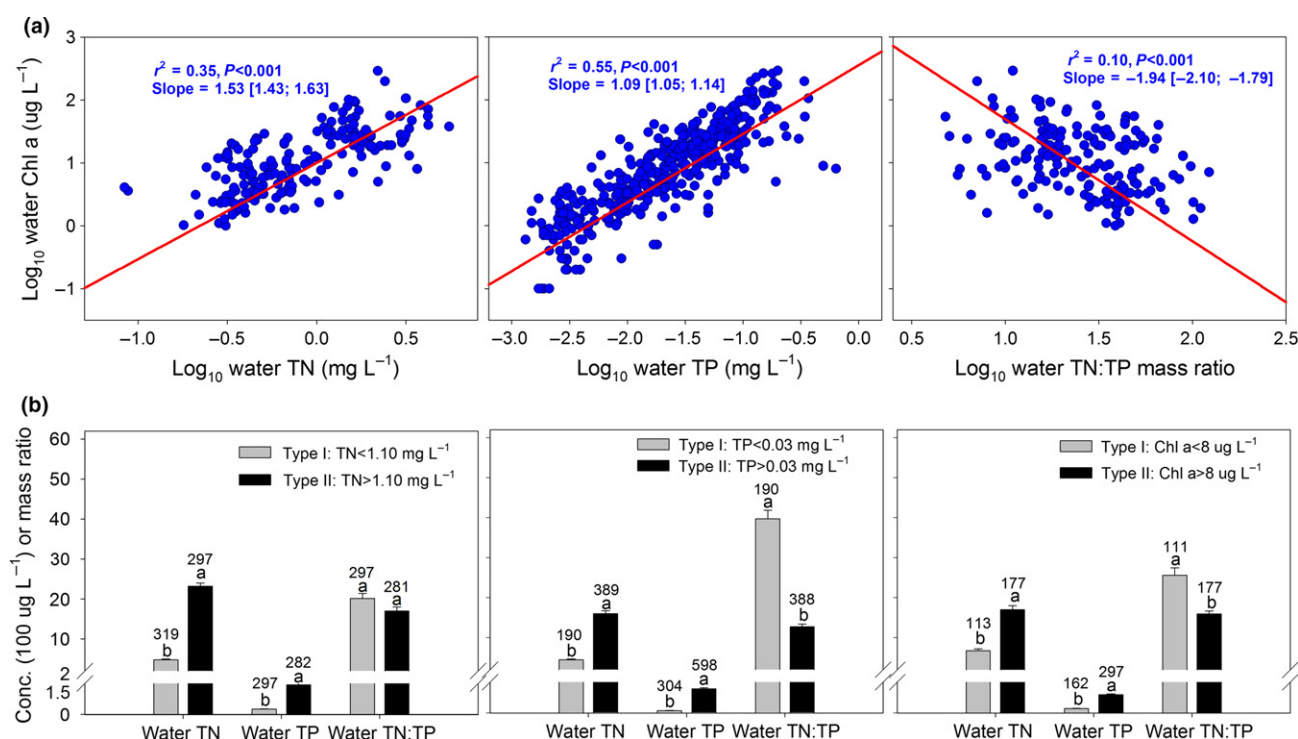 (a)
Log₁₀ water Chl a (ug L⁻¹)
3
2
1
0
–1
r² = 0.35, P<0.001
Slope = 1.53 [1.43; 1.63]
–1.0
–0.5
0.0
0.5
Log₁₀ water TN (mg L⁻¹)
r² = 0.55, P<0.001
Slope = 1.09 [1.05; 1.14]
–3.0
–2.5
–2.0
–1.5
–1.0
–0.5
0.0
Log₁₀ water TP (mg L⁻¹)
r² = 0.10, P<0.001
Slope = –1.94 [–2.10; –1.79]
0.5
1.0
1.5
2.0
2.5
Log₁₀ water TN:TP mass ratio
(b)
Conc. (100 ug L⁻¹) or mass ratio
60
50
40
30
20
10
2
1.5
0
Type I: TN<1.10 mg L⁻¹
Type II: TN>1.10 mg L⁻¹
319
b
297
a
297
b
282
a
297
a
281
a
Water TN
Water TP
Water TN:TP
Type I: TP<0.03 mg L⁻¹
Type II: TP>0.03 mg L⁻¹
190
b
389
a
304
b
598
a
190
a
388
b
Water TN
Water TP
Water TN:TP
Type I: Chl a<8 ug L⁻¹
Type II: Chl a>8 ug L⁻¹
113
b
177
a
162
b
297
a
111
a
177
b
Water TN
Water TP
Water TN:TP